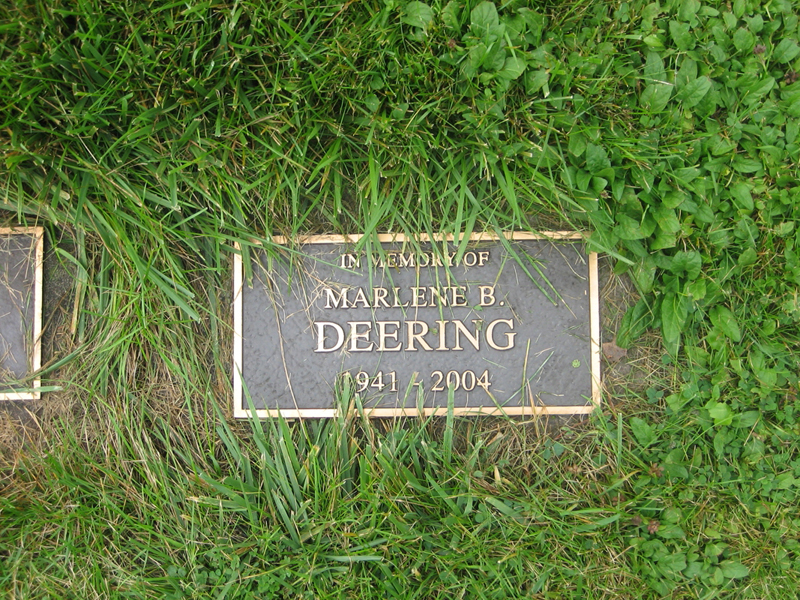 IN MEMORY OF
MARLENE B.
DEERING
1941 - 2004